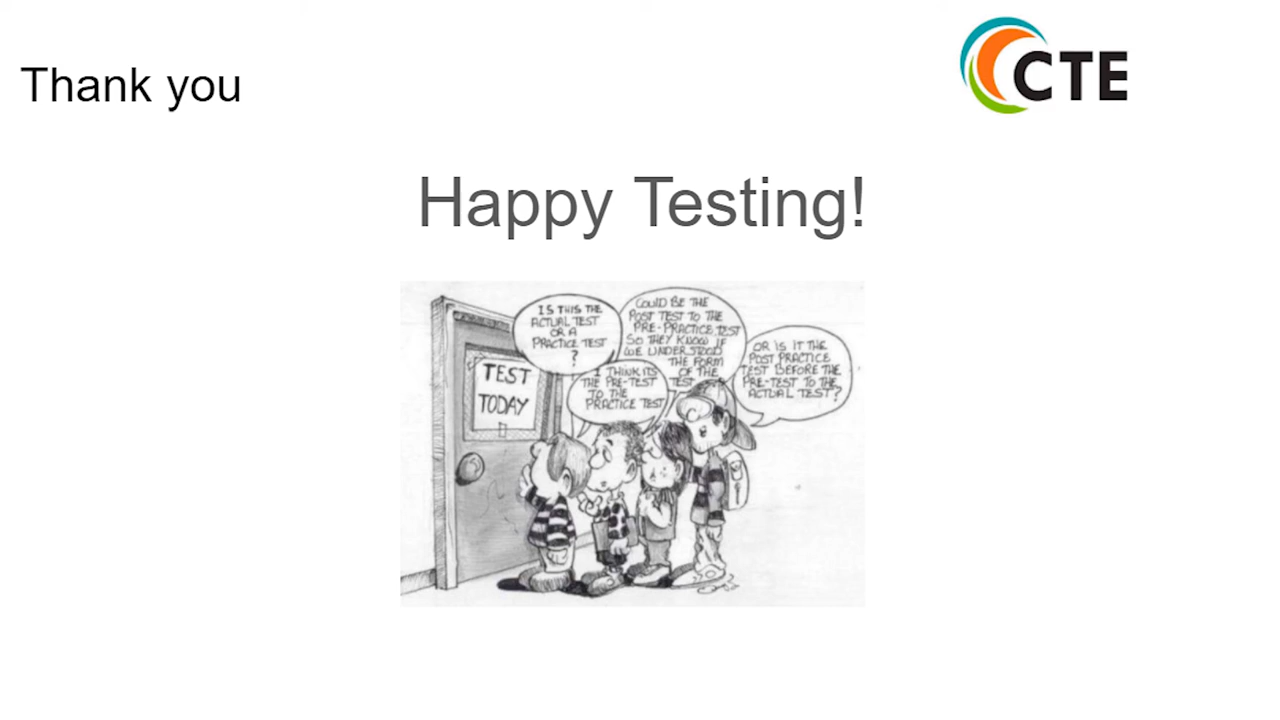 Thank you
CTE
Happy Testing!
IS THIS THE
ACTUAL TEST
OR A
PRACTICE TEST
?
COULD BE THE
POST TEST TO THE
PRE-PRACTICE TEST
SO THEY KNOW IF
WE UNDERSTOOD
THE FORM
OF THE
TEST
OR IS IT THE
POST PRACTICE
TEST BEFORE THE
PRE-TEST TO THE
ACTUAL TEST?
I THINK ITS
THE PRE-TEST
TO THE
PRACTICE TEST
TEST
TODAY